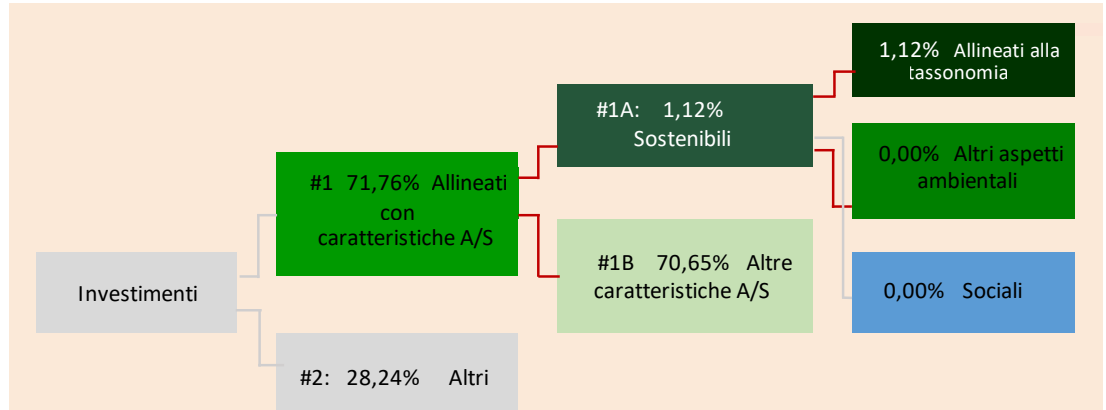 Investimenti
#1 71,76% Allineati
con
caratteristiche A/S
#2: 28,24% Altri
#1A: 1,12%
Sostenibili
#1B 70,65% Altre
caratteristiche A/S
1,12% Allineati alla
tassonomia
0,00% Altri aspetti
ambientali
0,00% Sociali